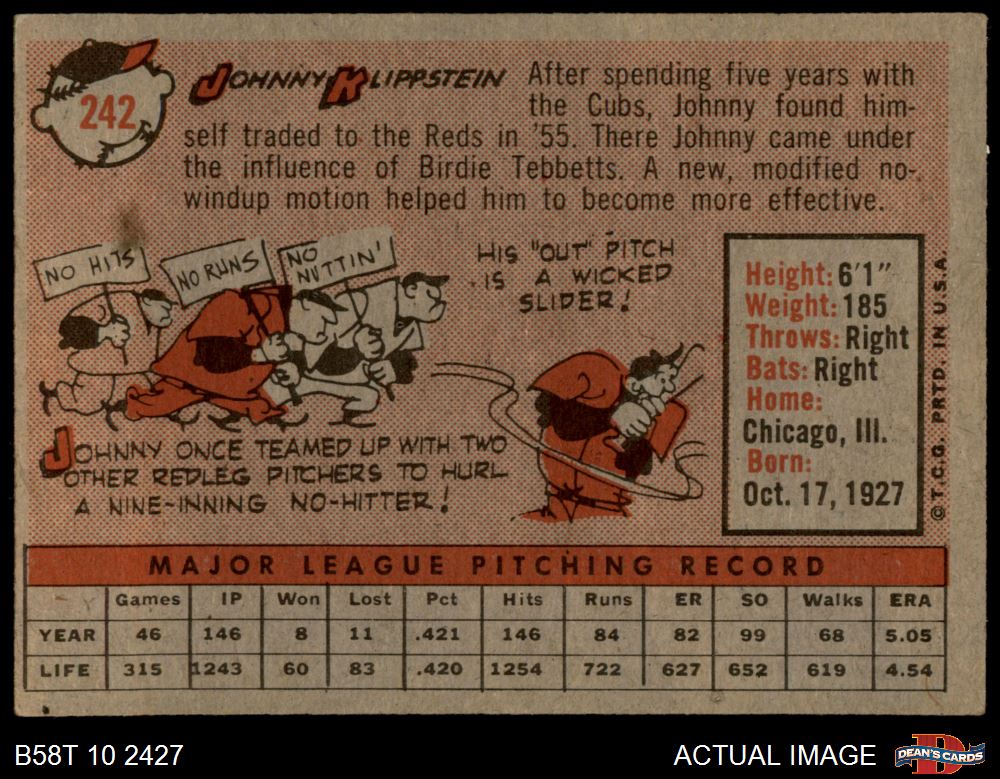 242
JOHNNY KLIPPSTEIN
After spending five years with
the Cubs, Johnny found him-
self traded to the Reds in '55. There Johnny came under
the influence of Birdie Tebbetts. A new, modified no-
windup motion helped him to become more effective.
NO HITS
NO RUNS
NO
NUTTIN'
HIS "OUT" PITCH
IS A WICKED
SLIDER!
JOHNNY ONCE TEAMED UP WITH TWO
OTHER REDLEG PITCHERS TO HURL
A NINE-INNING NO-HITTER!
Height: 6'1"
Weight: 185
Throws: Right
Bats: Right
Home:
Chicago, Ill.
Born:
Oct. 17, 1927
©T.C.G. PRTD. IN U.S.A.
MAJOR LEAGUE PITCHING RECORD
Games IP Won Lost Pct Hits Runs ER SO Walks ERA
YEAR 46 146 8 11 .421 146 84 82 99 68 5.05
LIFE 315 1243 60 83 .420 1254 722 627 652 619 4.54
B58T 10 2427
ACTUAL IMAGE
D
DEAN'S CARDS